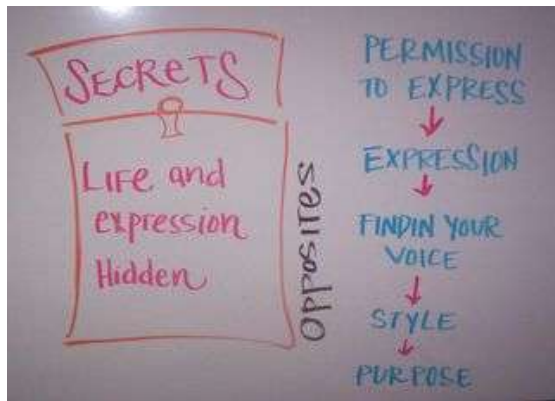 SECReTS
LIFe and
expression
Hidden
Opposites
PERMISSION
TO EXPRESS
EXPRESSION
FINDIN YOUR
VOICE
STYLE
PURPOSE